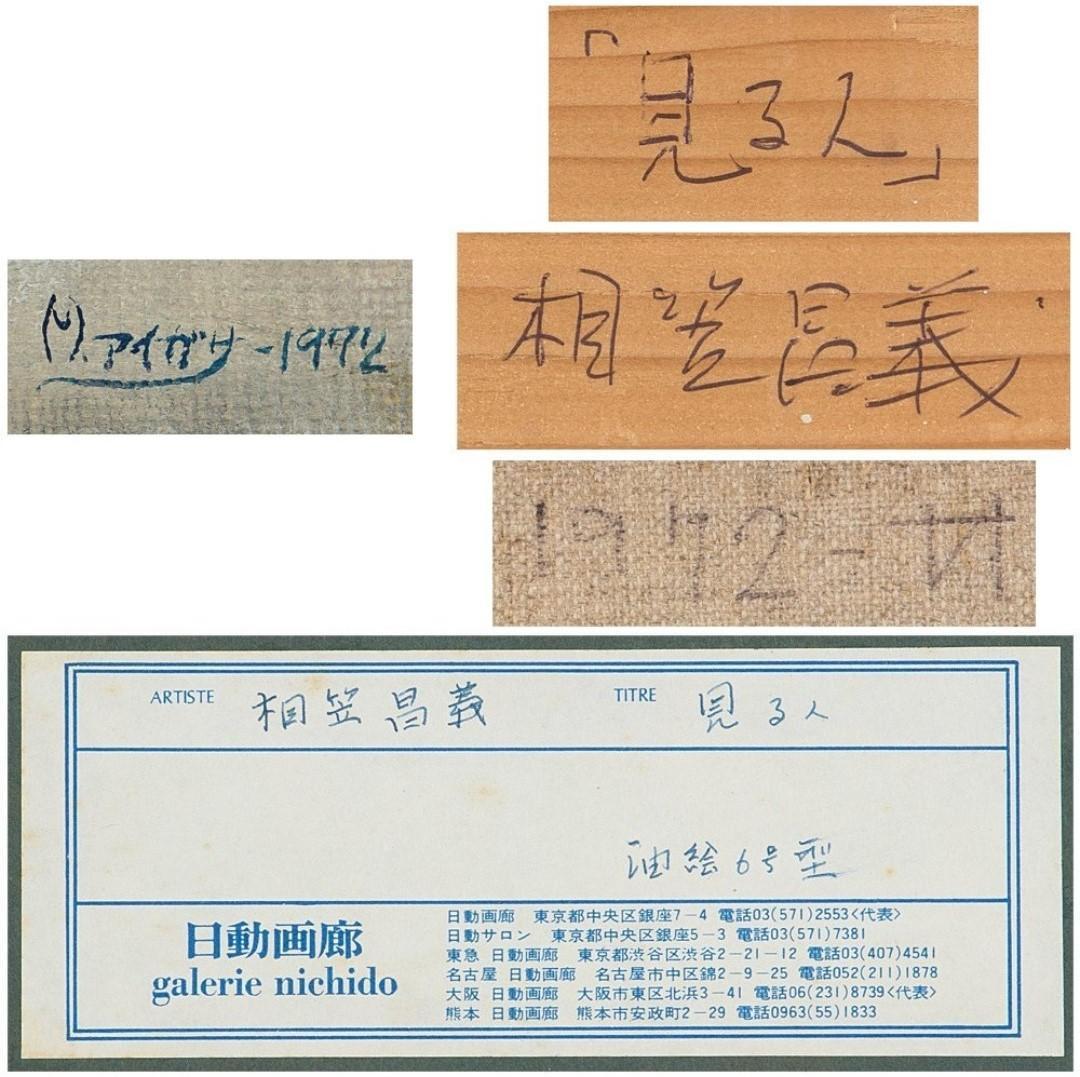 「見る人」
相笠昌義
M.アイガサ-1972
1972-サ
ARTISTE 相笠昌義 TITRE 見る人
油絵6号型
日動画廊
galerie nichido
日動画廊 東京都中央区銀座7-4 電話03(571)2553<代表>
日動サロン 東京都中央区銀座5-3 電話03(571)7381
東急 日動画廊 東京都渋谷区渋谷2-21-12 電話03(407)4541
名古屋 日動画廊 名古屋市中区錦2-9-25 電話052(211)1878
大阪 日動画廊 大阪市東区北浜3-41 電話06(231)8739<代表>
熊本 日動画廊 熊本市安政町2-29 電話0963(55)1833